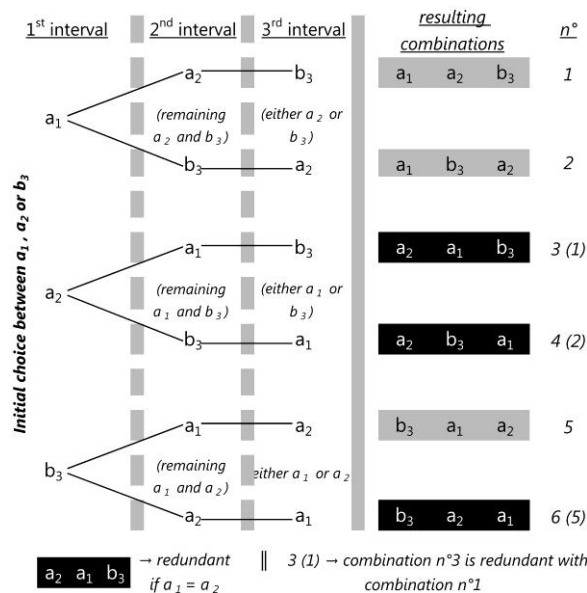 1st interval 2nd interval 3rd interval resulting combinations n°
Initial choice between a1 , a2 or b3
a2 b3 a1 a2 b3 1
a1
(remaining a2 and b3) (either a2 or b3)
b3 a2 a1 b3 a2 2
a1 b3 a2 a1 b3 3 (1)
a2
(remaining a1 and b3) (either a1 or b3)
b3 a1 a2 b3 a1 4 (2)
a1 a2 b3 a1 a2 5
b3
(remaining a1 and a2) either a1 or a2
a2 a1 b3 a2 a1 6 (5)
a2 a1 b3 → redundant if a1 = a2
|| 3 (1) → combination n°3 is redundant with combination n°1